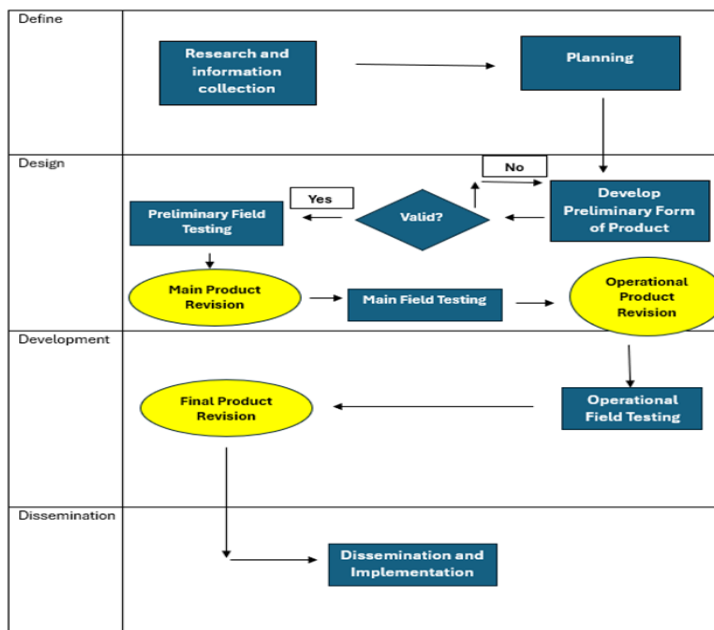 Define
Research and
information
collection
Planning
Design
No
Yes
Develop
Preliminary Form
of Product
Valid?
Preliminary Field
Testing
Main Product
Revision
Main Field Testing
Operational
Product
Revision
Development
Final Product
Revision
Operational
Field Testing
Dissemination
Dissemination and
Implementation